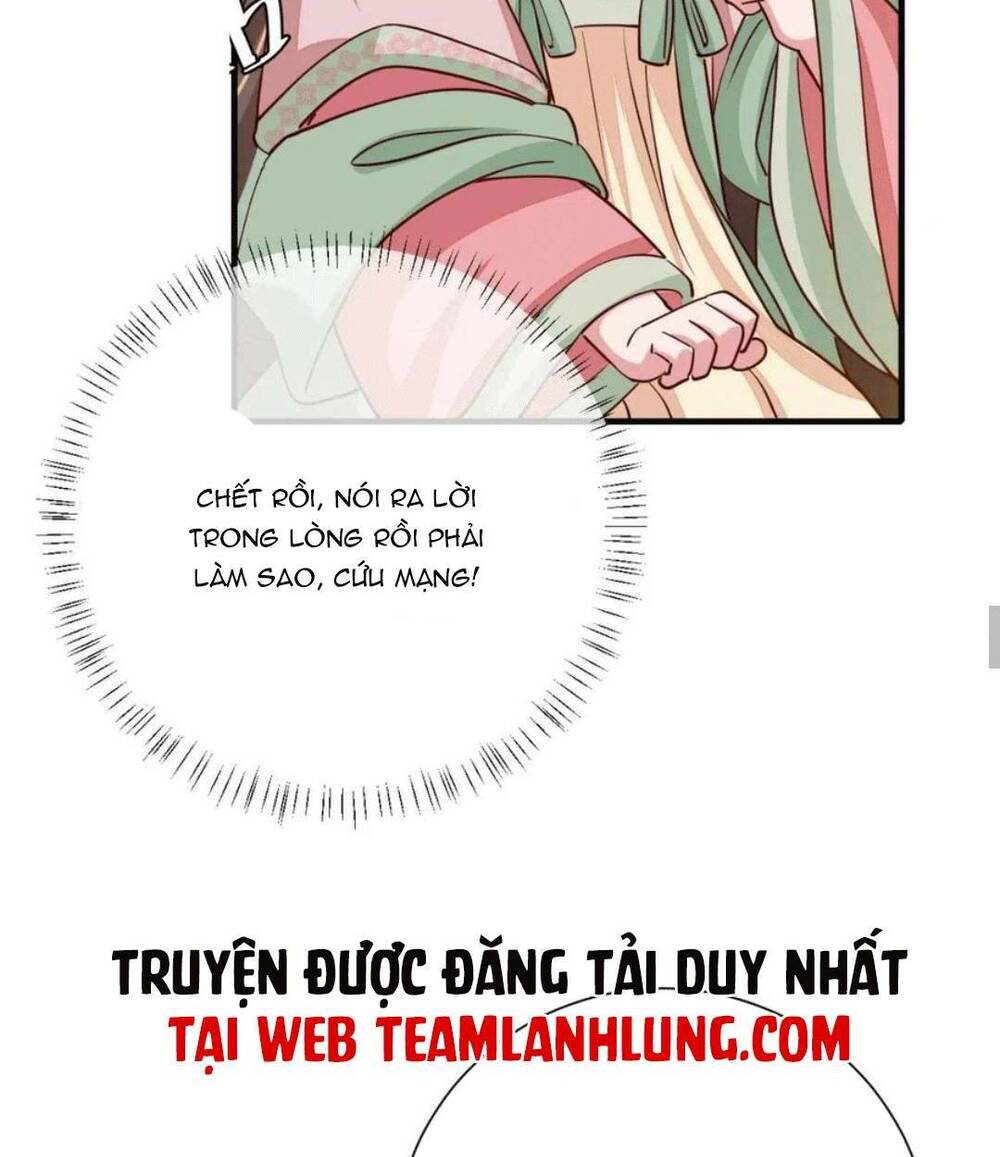 CHẾT RỒI, NÓI RA LỜI
TRONG LÒNG RỒI PHẢI
LÀM SAO, CỨU MẠNG!
TRUYỆN ĐƯỢC ĐĂNG TẢI DUY NHẤT
TẠI WEB TEAMLANHLUNG.COM